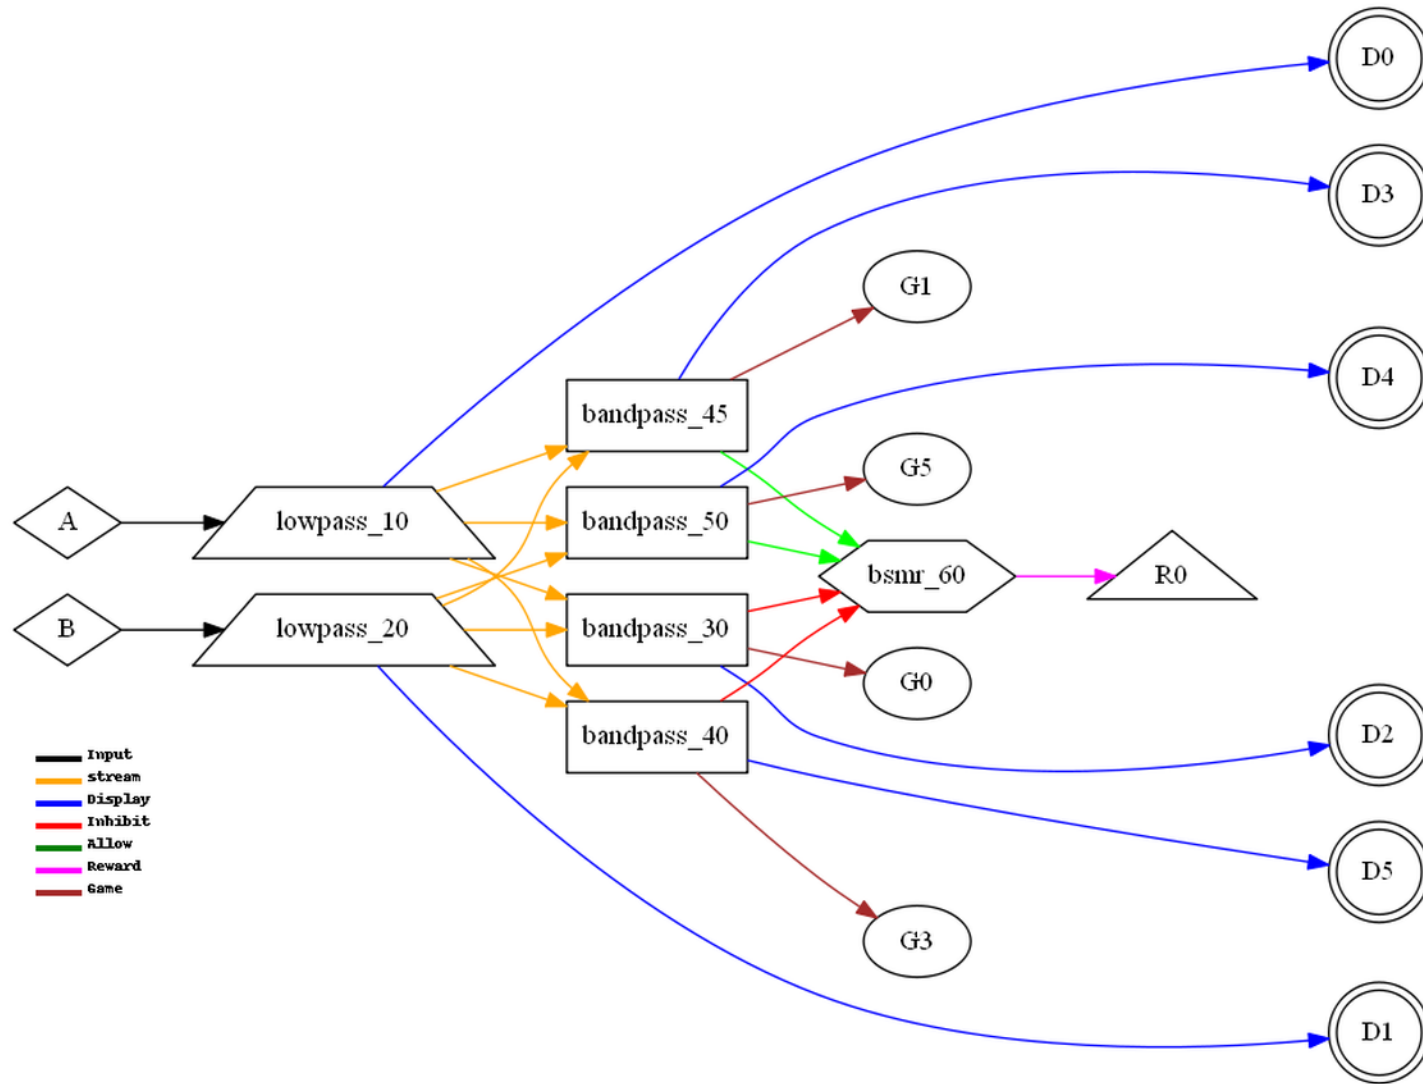 D0
D3
G1
D4
bandpass_45
G5
A
lowpass_10
bandpass_50
bsmr_60
R0
B
lowpass_20
bandpass_30
G0
bandpass_40
D2
Input
stream
Display
Inhibit
Allow
Reward
Game
D5
G3
D1